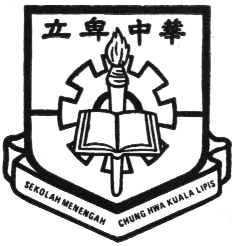 立卑中華
SEKOLAH MENENGAH CHUNG HWA KUALA LIPIS